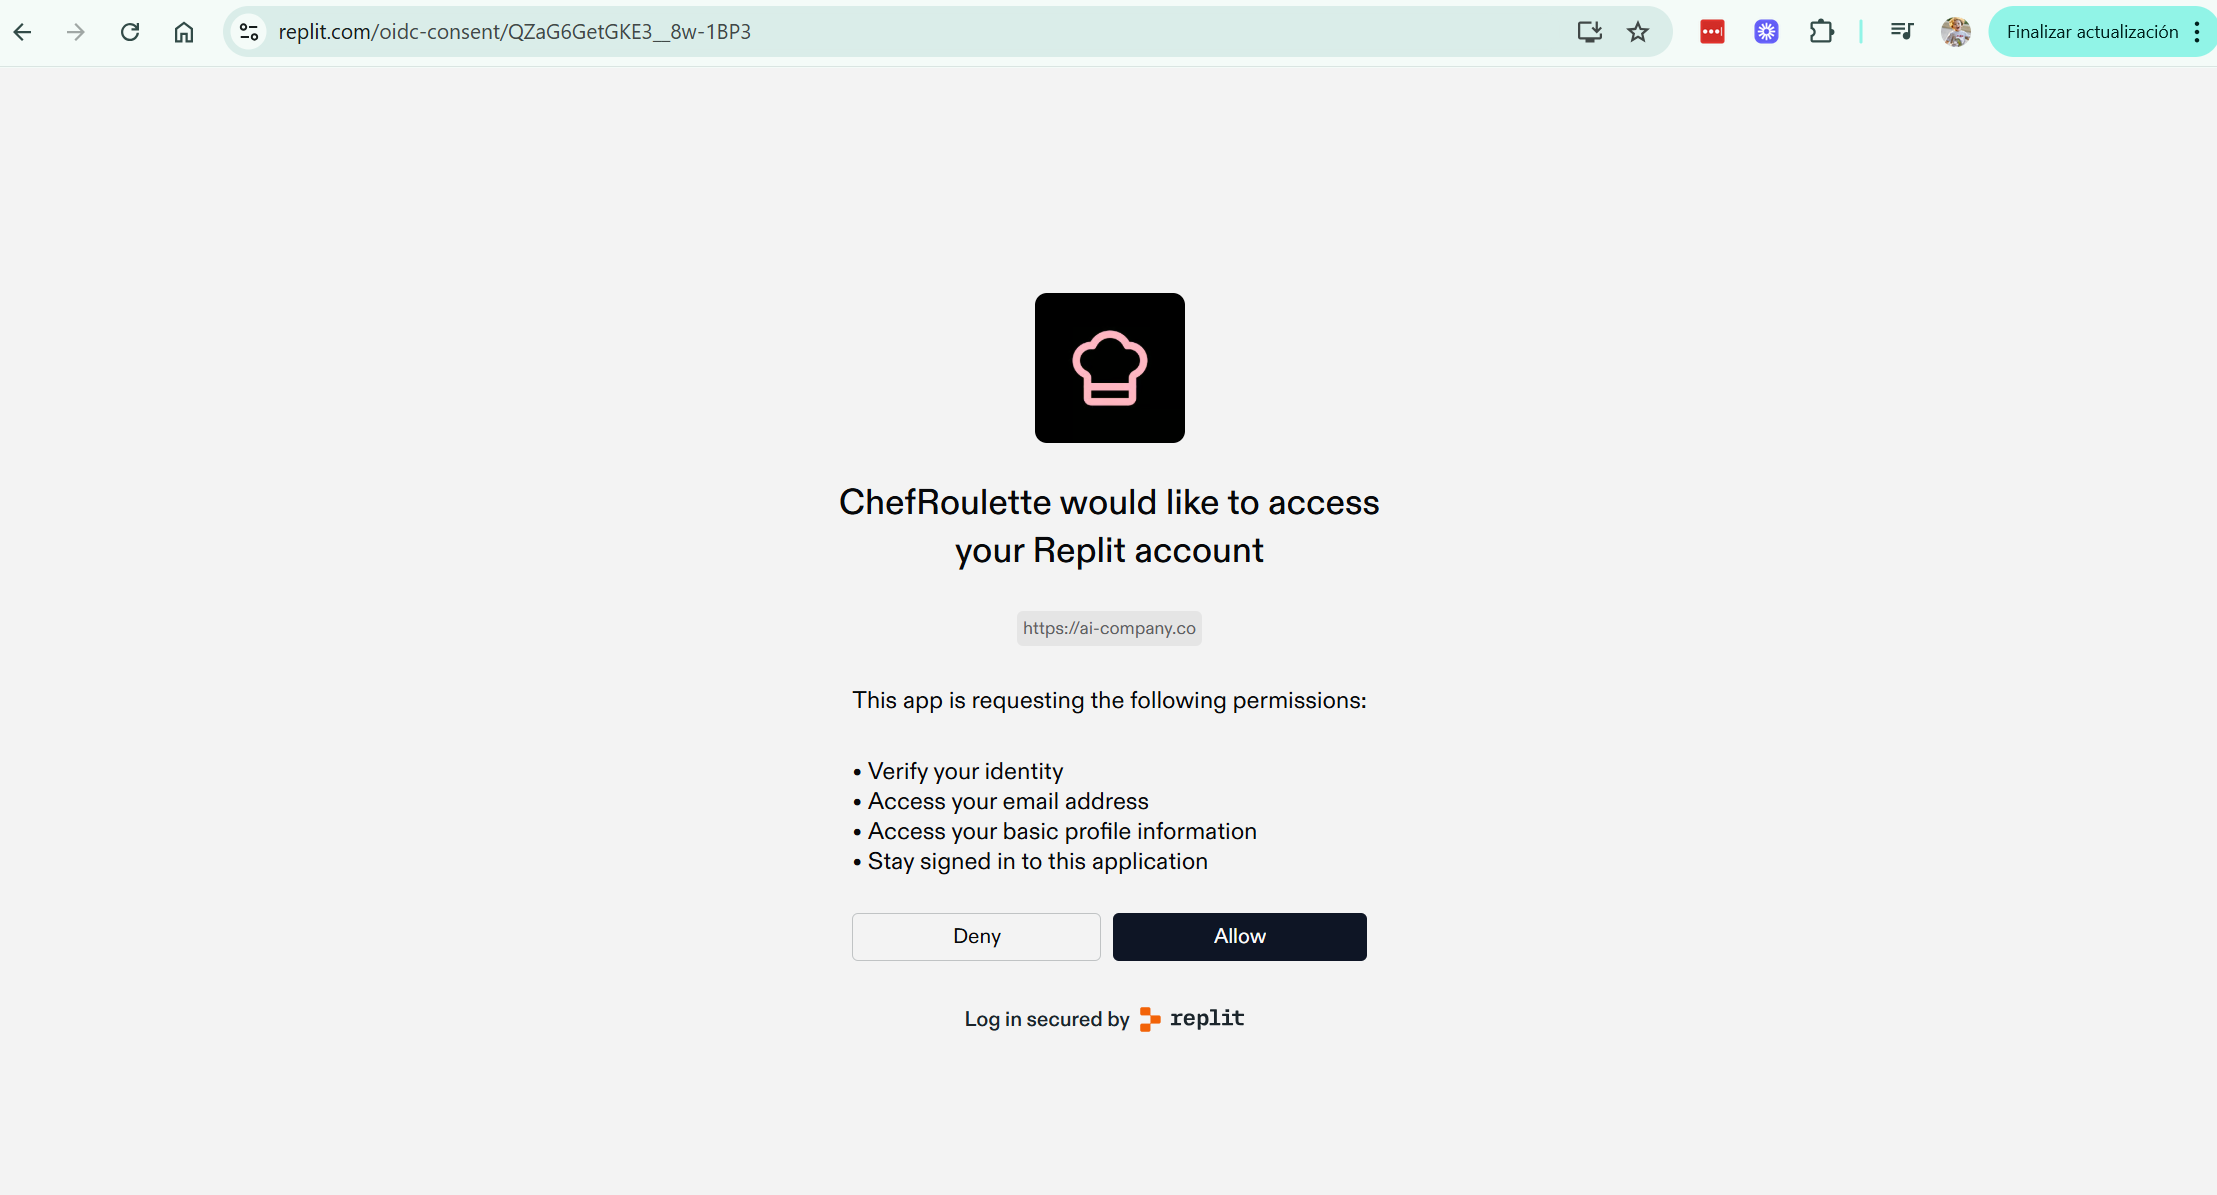 replit.com/oidc-consent/QZaG6GetGKE3__8w-1BP3
Finalizar actualización
ChefRoulette would like to access
your Replit account
https://ai-company.co
This app is requesting the following permissions:
• Verify your identity
• Access your email address
• Access your basic profile information
• Stay signed in to this application
Deny
Allow
Log in secured by replit